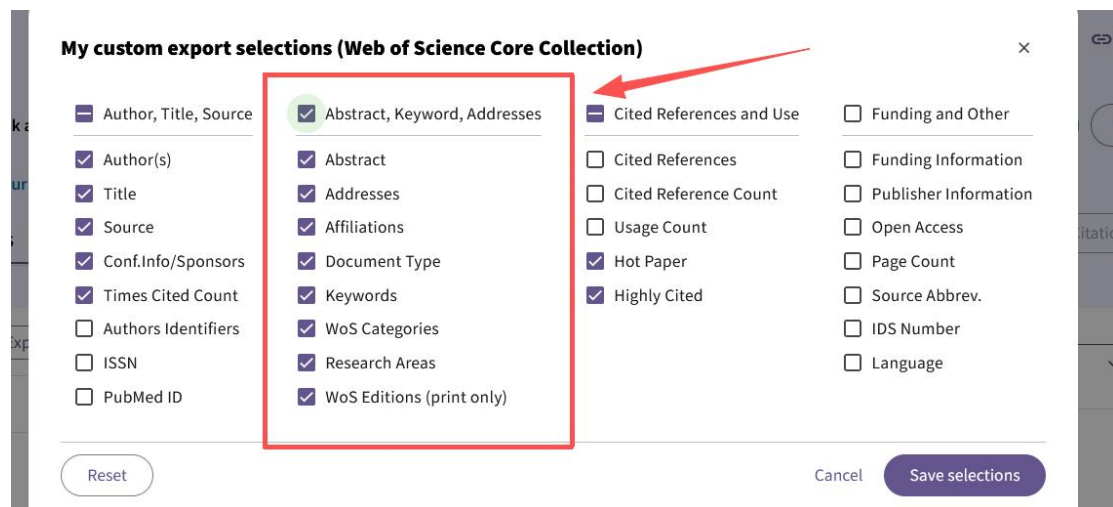 My custom export selections (Web of Science Core Collection)
Author, Title, Source
Author(s)
Title
Source
Conf.Info/Sponsors
Times Cited Count
Authors Identifiers
ISSN
PubMed ID
Abstract, Keyword, Addresses
Abstract
Addresses
Affiliations
Document Type
Keywords
WoS Categories
Research Areas
WoS Editions (print only)
Cited References and Use
Cited References
Cited Reference Count
Usage Count
Hot Paper
Highly Cited
Funding and Other
Funding Information
Publisher Information
Open Access
Page Count
Source Abbrev.
IDS Number
Language
Reset
Cancel
Save selections